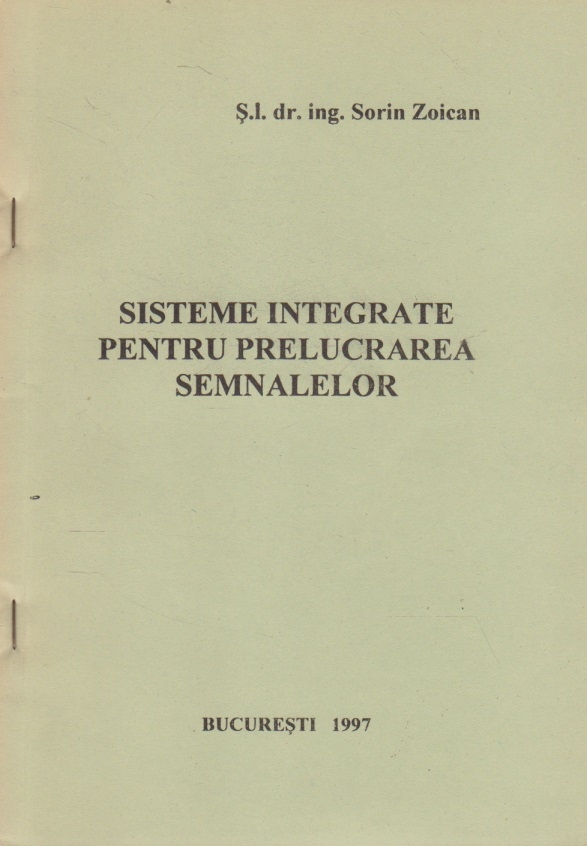 Ş.l. dr. ing. Sorin Zoican
SISTEME INTEGRATE
PENTRU PRELUCRAREA
SEMNALELOR
BUCUREŞTI 1997